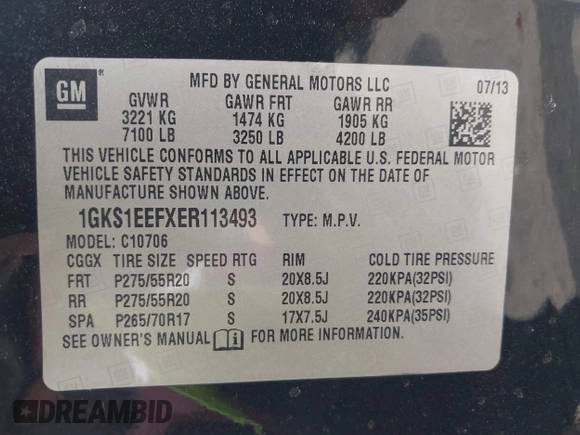 GM
MFD BY GENERAL MOTORS LLC
07/13
GVWR GAWR FRT GAWR RR
3221 KG 1474 KG 1905 KG
7100 LB 3250 LB 4200 LB
THIS VEHICLE CONFORMS TO ALL APPLICABLE U.S. FEDERAL MOTOR
VEHICLE SAFETY STANDARDS IN EFFECT ON THE DATE OF
MANUFACTURE SHOWN ABOVE.
1GKS1EEFXER113493 TYPE: M.P.V.
MODEL: C10706
CGGX TIRE SIZE SPEED RTG RIM COLD TIRE PRESSURE
FRT P275/55R20 S 20X8.5J 220KPA(32PSI)
RR P275/55R20 S 20X8.5J 220KPA(32PSI)
SPA P265/70R17 S 17X7.5J 240KPA(35PSI)
SEE OWNER'S MANUAL FOR MORE INFORMATION.
DREAMBID